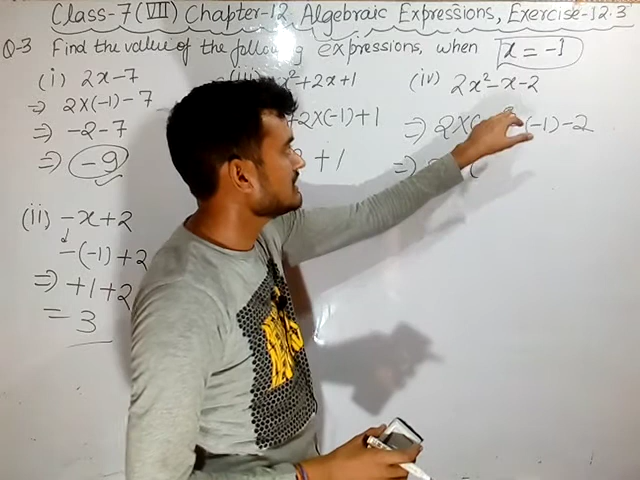 Class-7 (VII) Chapter-12, Algebraic Expressions, Exercise-12.3
Q-3 Find the value of the following expressions, when x = -1
(i) 2x-7
⇒ 2x(-1)-7
⇒ -2-7
⇒ -9
(ii) -x+2
-(-1)+2
⇒ +1+2
= 3
x²+2x+1
+2x(-1)+1
+1
(iv) 2x²-x-2
⇒ 2x( (-1)-2
⇒